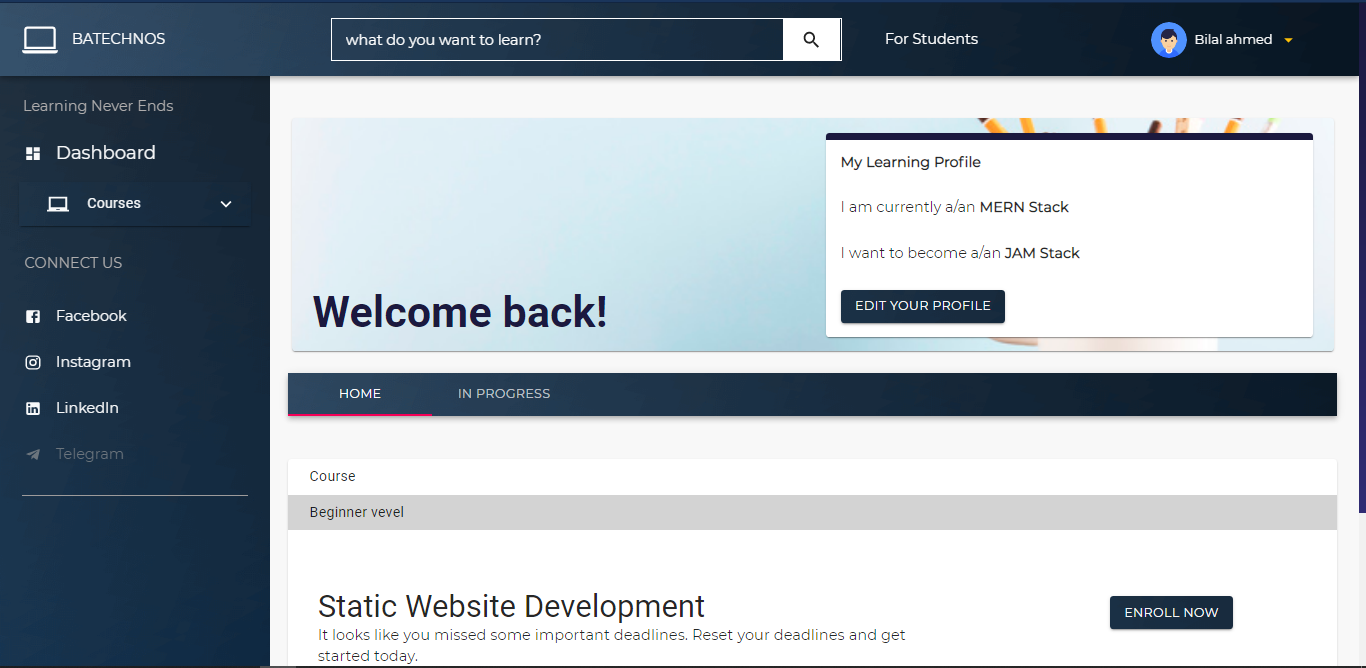 BATECHNOS
what do you want to learn?
For Students
Bilal ahmed
Learning Never Ends
Dashboard
Courses
CONNECT US
Facebook
Instagram
LinkedIn
Telegram
Welcome back!
My Learning Profile
I am currently a/an MERN Stack
I want to become a/an JAM Stack
EDIT YOUR PROFILE
HOME
IN PROGRESS
Course
Beginner vevel
Static Website Development
It looks like you missed some important deadlines. Reset your deadlines and get
started today.
ENROLL NOW